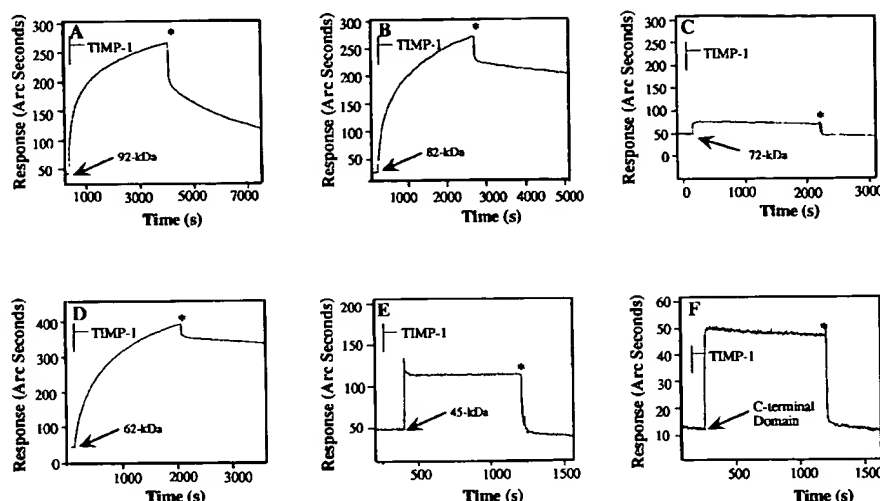 A
TIMP-1
*
92-kDa
Response (Arc Seconds)
300
250
200
150
100
50
1000
3000
5000
7000
Time (s)
B
TIMP-1
*
82-kDa
Response (Arc Seconds)
300
250
200
150
100
50
1000
2000
3000
4000
5000
Time (s)
C
TIMP-1
*
72-kDa
Response (Arc Seconds)
300
250
200
150
100
50
0
0
1000
2000
3000
Time (s)
D
TIMP-1
*
62-kDa
Response (Arc Seconds)
400
300
200
100
0
1000
2000
3000
Time (s)
E
TIMP-1
*
45-kDa
Response (Arc Seconds)
200
150
100
50
500
1000
1500
Time (s)
F
TIMP-1
*
C-terminal
Domain
Response (Arc Seconds)
60
50
40
30
20
10
500
1000
1500
Time (s)